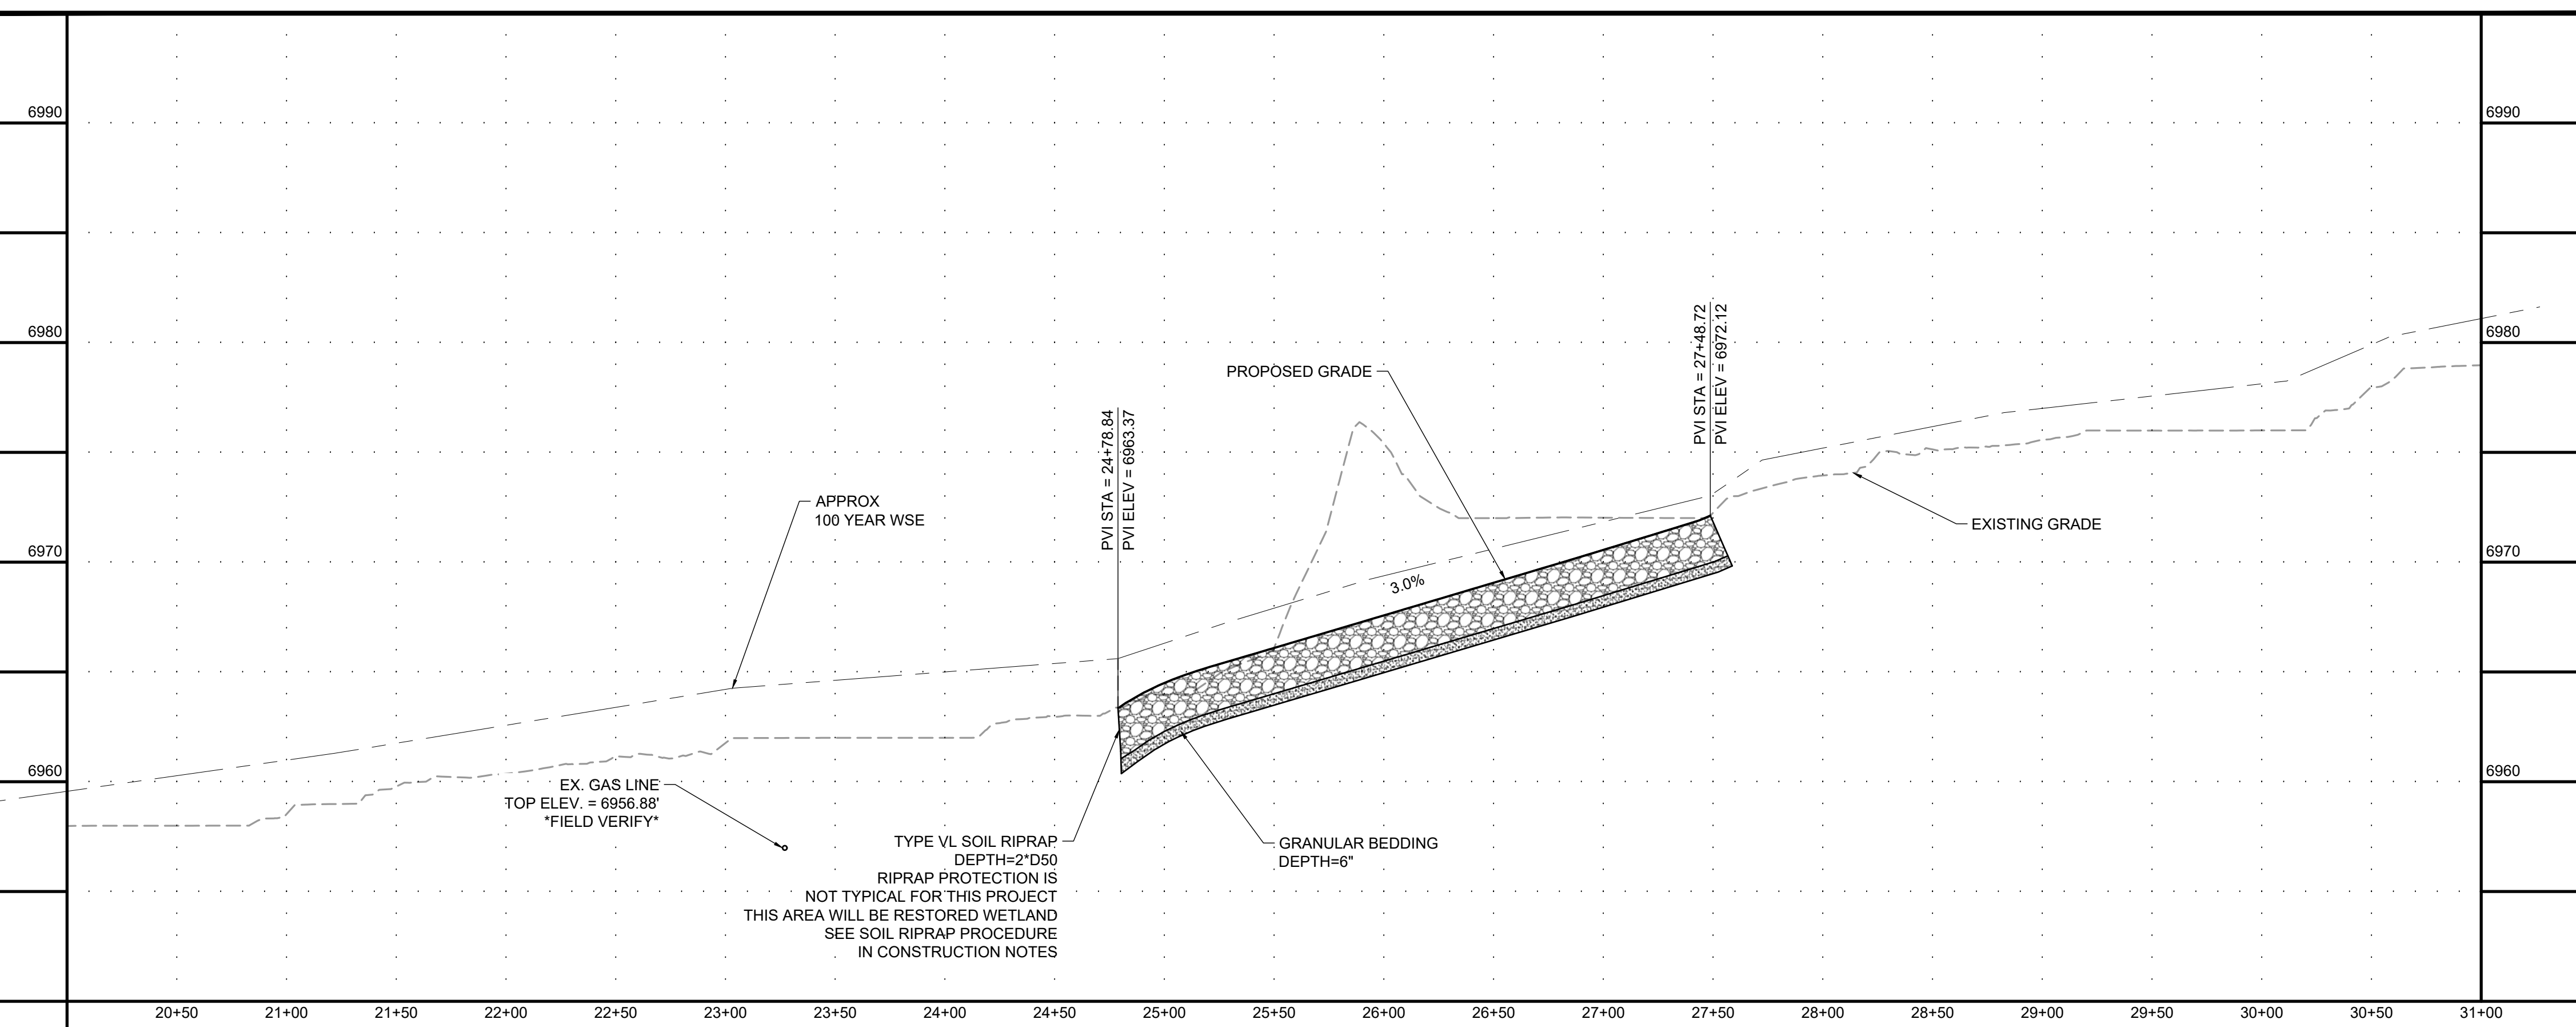 6990
6990
6980
6980
6970
6970
6960
6960
PVI STA = 27+48.72
PVI ELEV = 6972.12
PROPOSED GRADE
PVI STA = 24+78.84
PVI ELEV = 6963.37
APPROX
100 YEAR WSE
EXISTING GRADE
3.0%
EX. GAS LINE
TOP ELEV. = 6956.88'
*FIELD VERIFY*
TYPE VL SOIL RIPRAP
DEPTH=2*D50
RIPRAP PROTECTION IS
NOT TYPICAL FOR THIS PROJECT
THIS AREA WILL BE RESTORED WETLAND
SEE SOIL RIPRAP PROCEDURE
IN CONSTRUCTION NOTES
GRANULAR BEDDING
DEPTH=6"
20+50 21+00 21+50 22+00 22+50 23+00 23+50 24+00 24+50 25+00 25+50 26+00 26+50 27+00 27+50 28+00 28+50 29+00 29+50 30+00 30+50 31+00